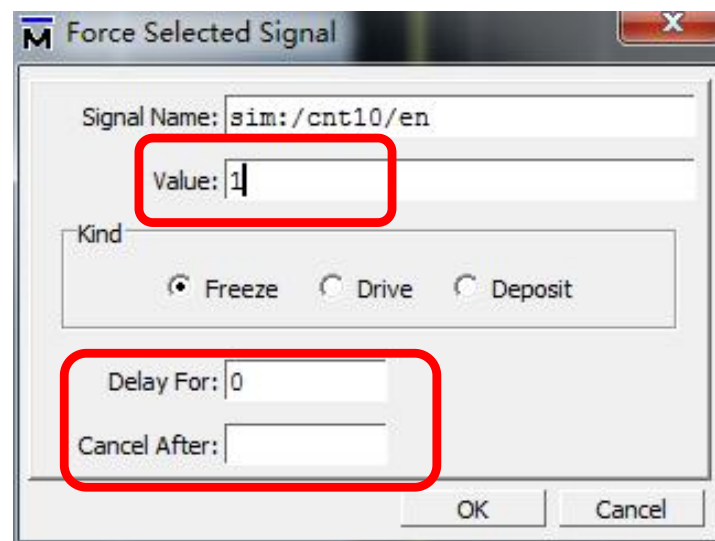 Force Selected Signal
Signal Name: sim:/cnt10/en
Value: 1
Kind
Freeze Drive Deposit
Delay For: 0
Cancel After:
OK Cancel